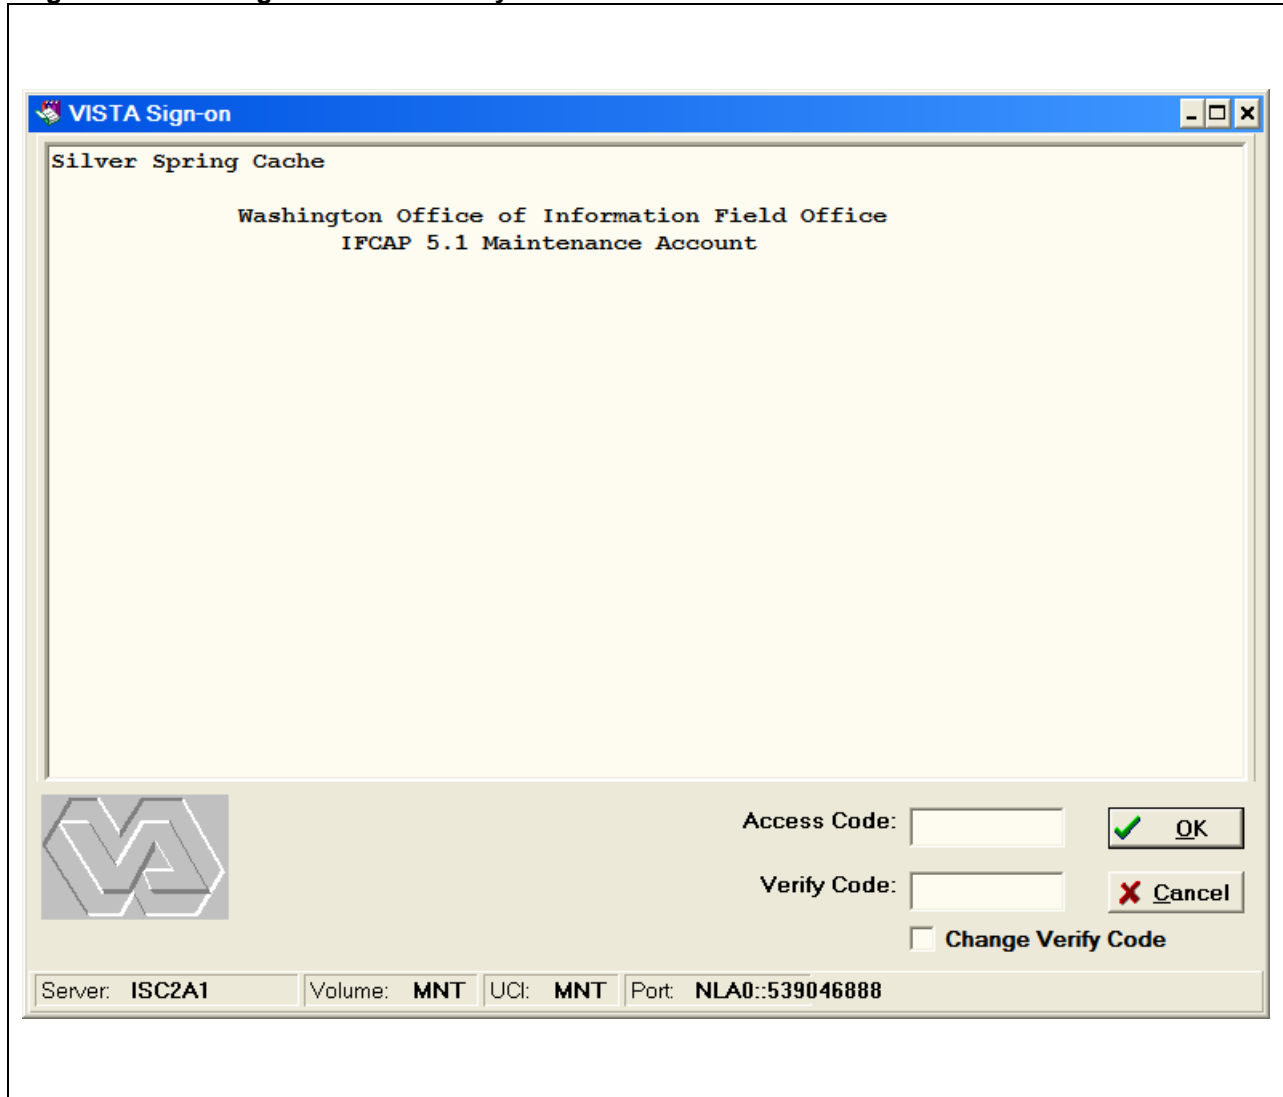 VISTA Sign-on
Silver Spring Cache
Washington Office of Information Field Office
IFCAP 5.1 Maintenance Account
Access Code:
OK
Verify Code:
Cancel
Change Verify Code
Server: ISC2A1 Volume: MNT UCI: MNT Port: NLA0::539046888